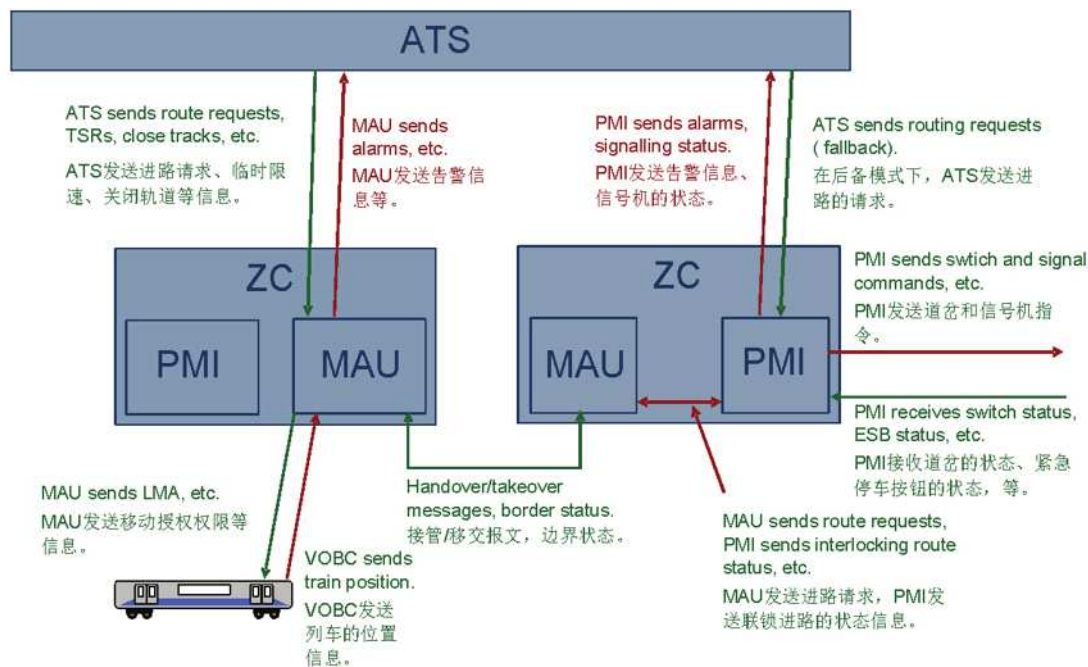 ATS
ATS sends route requests,
TSRs, close tracks, etc.
ATS发送进路请求、临时限
速、关闭轨道等信息。
MAU sends
alarms, etc.
MAU发送告警信
息等。
PMI sends alarms,
signalling status.
PMI发送告警信息、
信号机的状态。
ATS sends routing requests
( fallback).
在后备模式下，ATS发送进
路的请求。
ZC
PMI
MAU
ZC
MAU
PMI
PMI sends swtich and signal
commands, etc.
PMI发送道岔和信号机指
令。
PMI receives switch status,
ESB status, etc.
PMI接收道岔的状态、紧急
停车按钮的状态，等。
MAU sends LMA, etc.
MAU发送移动授权权限等
信息。
VOBC sends
train position.
VOBC发送
列车的位置
信息。
Handover/takeover
messages, border status.
接管/移交报文，边界状态。
MAU sends route requests,
PMI sends interlocking route
status, etc.
MAU发送进路请求，PMI发
送联锁进路的状态信息。